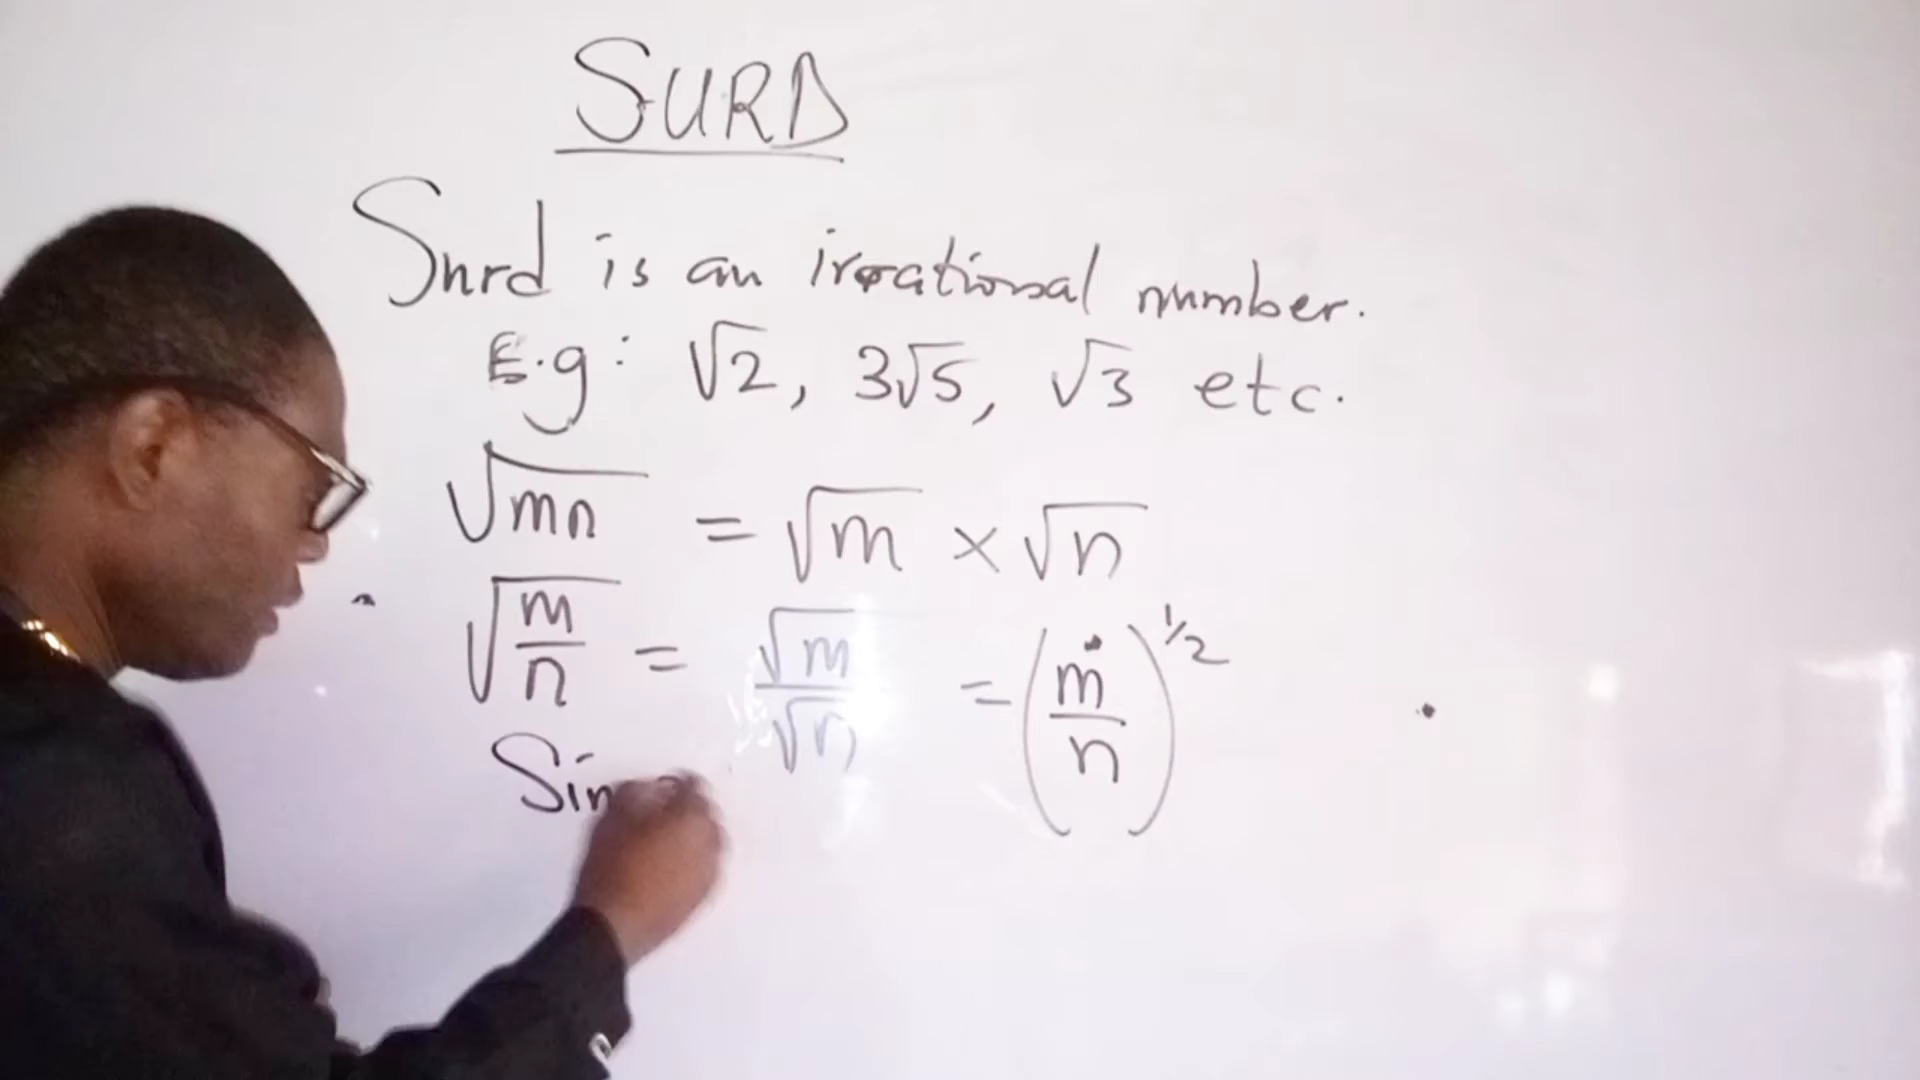 SURD
Surd is an irrational number.
E.g: √2, 3√5, √3 etc.
√mn = √m × √n
√(m/n) = √m/√n = (m/n)^1/2